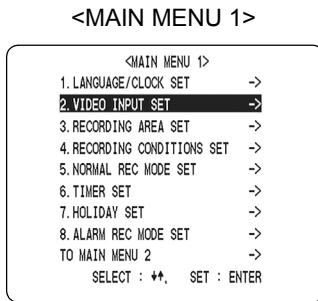 <MAIN MENU 1>
<MAIN MENU 1>
1. LANGUAGE/CLOCK SET ->
2. VIDEO INPUT SET ->
3. RECORDING AREA SET ->
4. RECORDING CONDITIONS SET ->
5. NORMAL REC MODE SET ->
6. TIMER SET ->
7. HOLIDAY SET ->
8. ALARM REC MODE SET ->
TO MAIN MENU 2 ->
SELECT : ↓↑, SET : ENTER